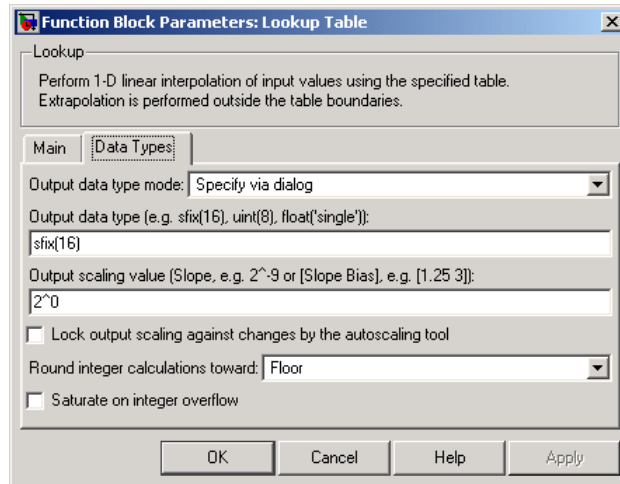 Function Block Parameters: Lookup Table
Lookup
Perform 1-D linear interpolation of input values using the specified table.
Extrapolation is performed outside the table boundaries.
Main Data Types
Output data type mode: Specify via dialog
Output data type (e.g. sfix(16), uint(8), float('single')):
sfix(16)
Output scaling value (Slope, e.g. 2^-9 or [Slope Bias], e.g. [1.25 3]):
2^0
Lock output scaling against changes by the autoscaling tool
Round integer calculations toward: Floor
Saturate on integer overflow
OK Cancel Help Apply